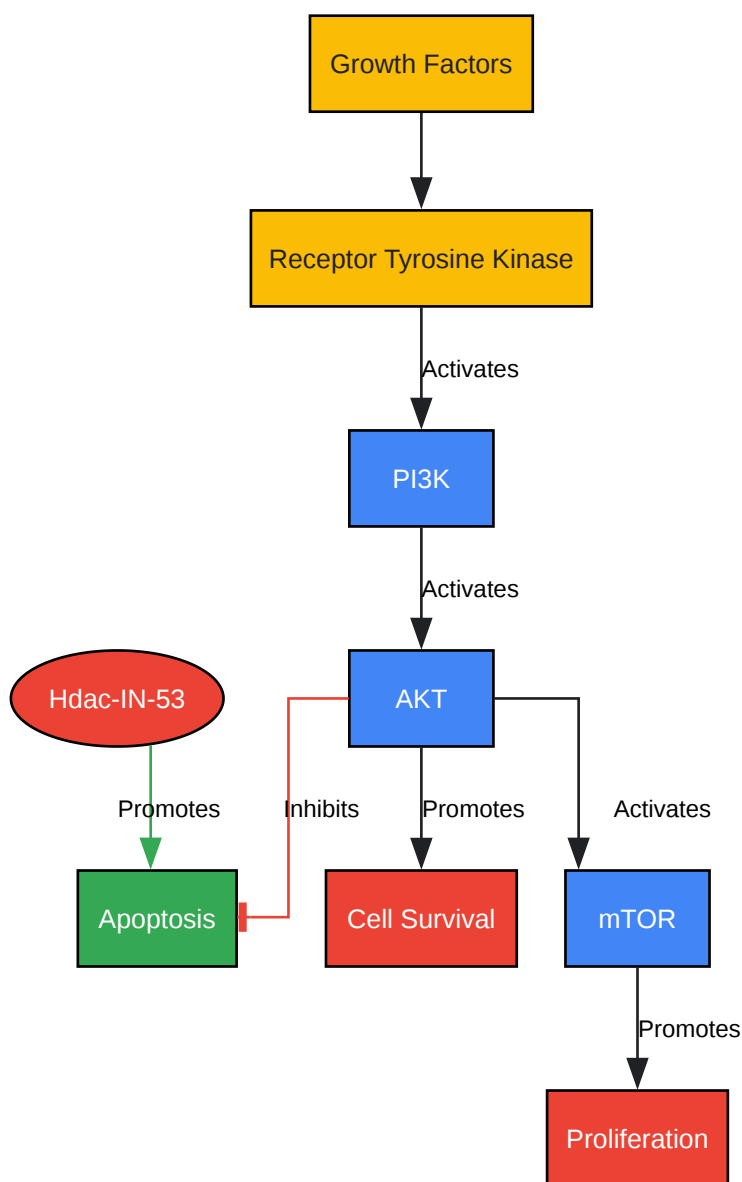 Growth Factors
Receptor Tyrosine Kinase
Activates
PI3K
Activates
Hdac-IN-53
AKT
Promotes
Inhibits
Promotes
Activates
Apoptosis
Cell Survival
mTOR
Promotes
Proliferation